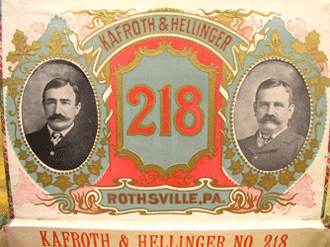 KAFROTH & HELLINGER
218
ROTHSVILLE, PA.
KAFROTH & HELLINGER NO. 218